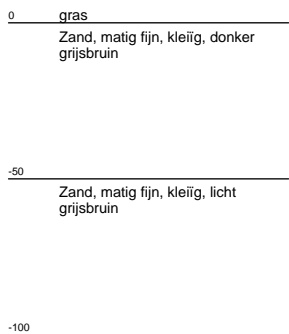 0 gras
Zand, matig fijn, kleiïg, donker
grijsbruin
-50
Zand, matig fijn, kleiïg, licht
grijsbruin
-100